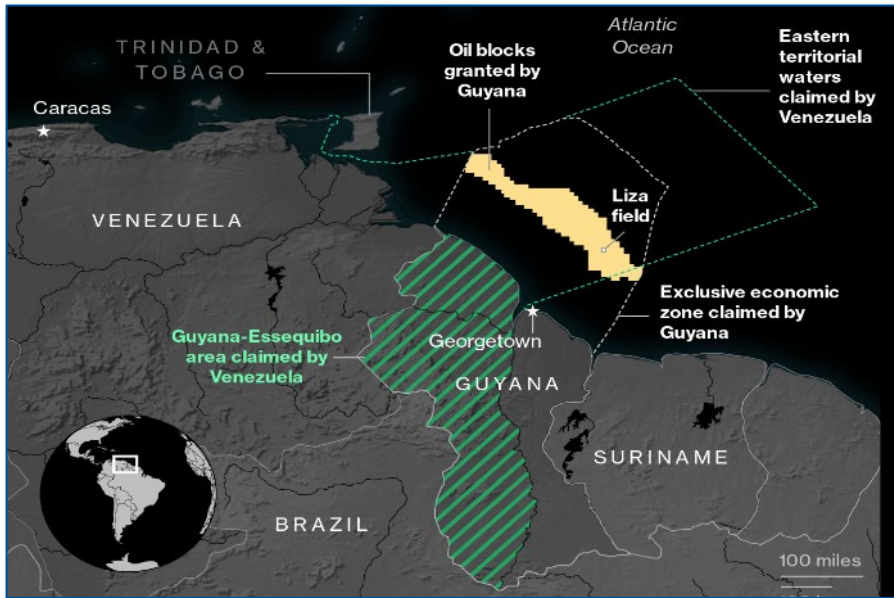 Atlantic
Ocean
TRINIDAD &
TOBAGO
Oil blocks
granted by
Guyana
Eastern
territorial
waters
claimed by
Venezuela
Caracas
VENEZUELA
Liza
field
Exclusive economic
zone claimed by
Guyana
Guyana-Essequibo
area claimed by
Venezuela
Georgetown
GUYANA
SURINAME
BRAZIL
100 miles